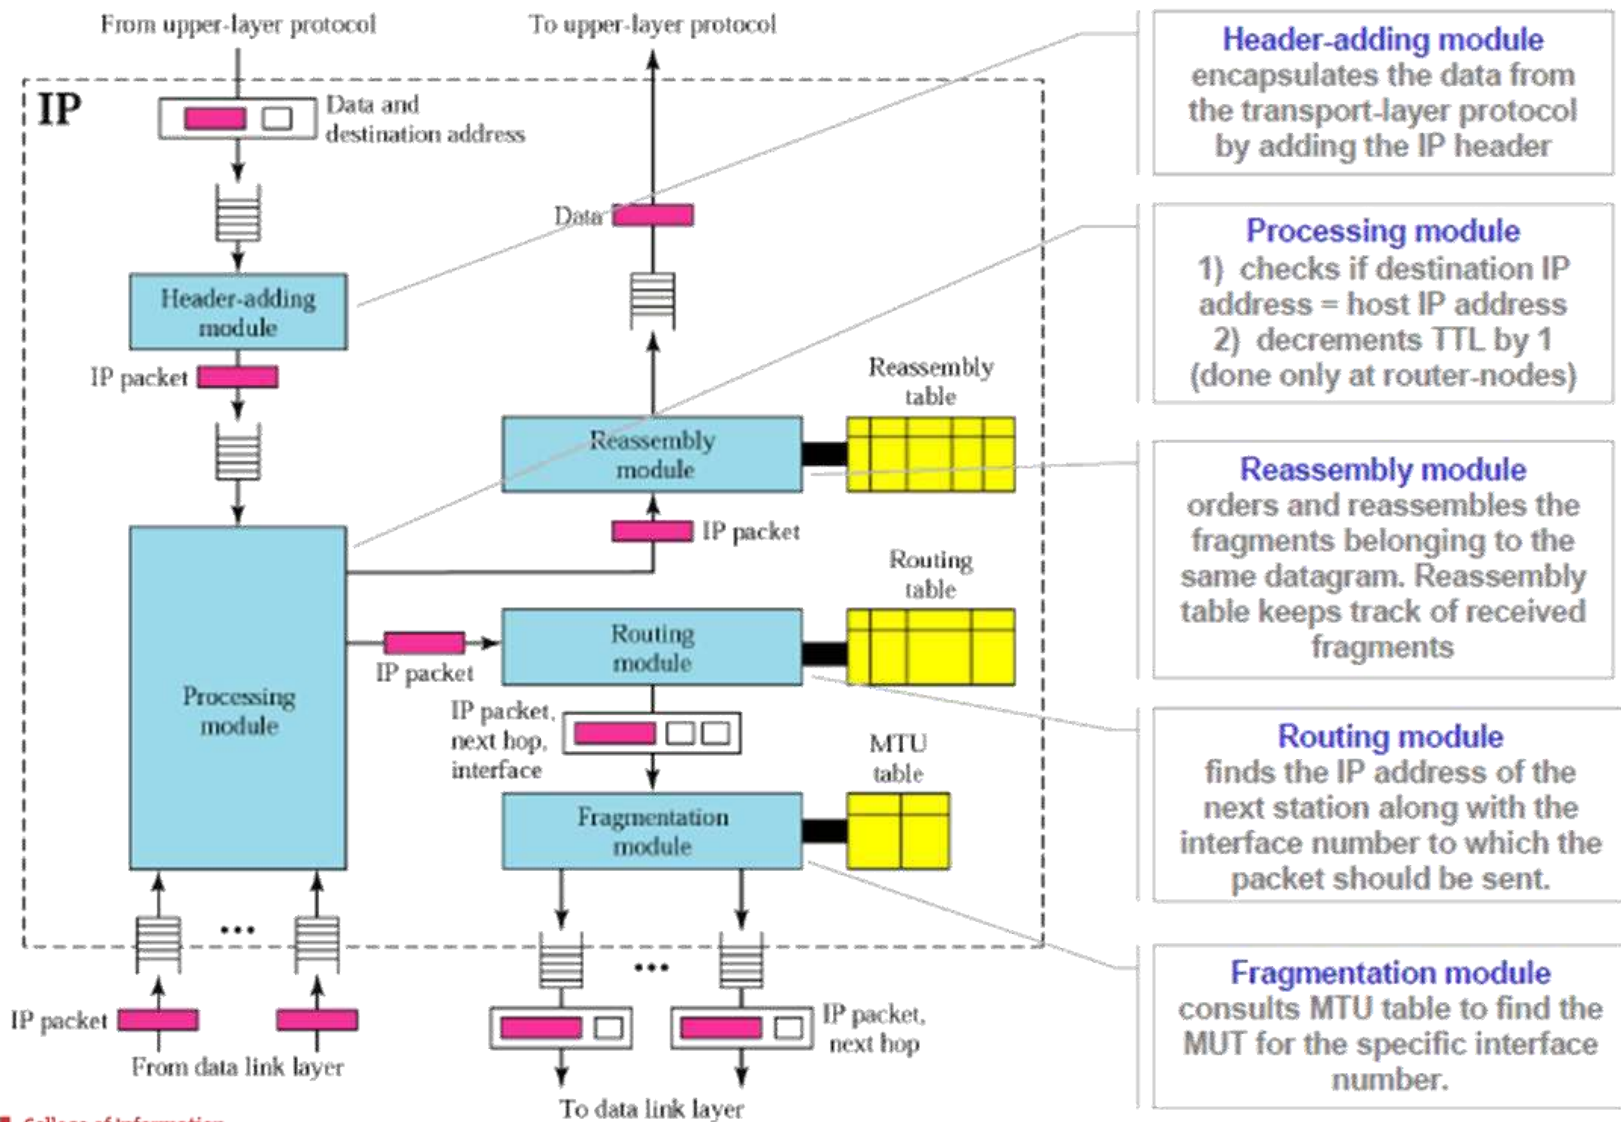 From upper-layer protocol
To upper-layer protocol
IP
Data and
destination address
Data
Header-adding
module
IP packet
Reassembly
table
Reassembly
module
IP packet
Routing
table
Routing
module
IP packet
Processing
module
IP packet,
next hop,
interface
MTU
table
Fragmentation
module
...
...
IP packet
From data link layer
IP packet,
next hop
To data link layer
Header-adding module
encapsulates the data from
the transport-layer protocol
by adding the IP header
Processing module
1) checks if destination IP
address = host IP address
2) decrements TTL by 1
(done only at router-nodes)
Reassembly module
orders and reassembles the
fragments belonging to the
same datagram. Reassembly
table keeps track of received
fragments
Routing module
finds the IP address of the
next station along with the
interface number to which the
packet should be sent.
Fragmentation module
consults MTU table to find the
MUT for the specific interface
number.
College of Information